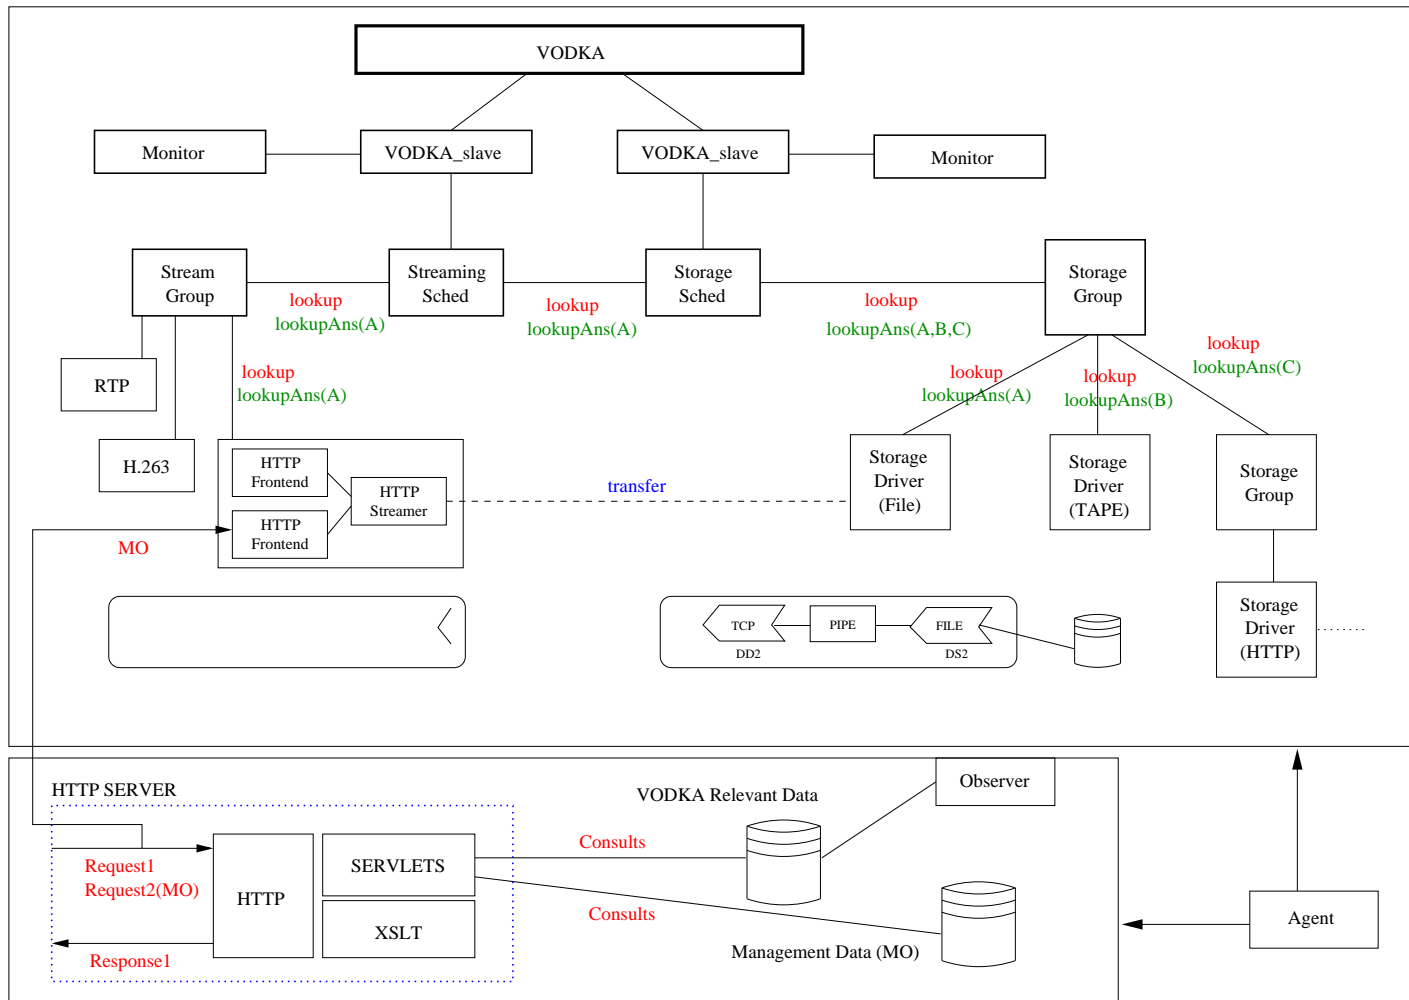 VODKA
Monitor
VODKA_slave
VODKA_slave
Monitor
Stream
Group
Streaming
Sched
Storage
Sched
Storage
Group
lookup
lookupAns(A)
lookup
lookupAns(A)
lookup
lookupAns(A,B,C)
lookup
lookupAns(C)
RTP
lookup
lookupAns(A)
lookup
lookupAns(A)
lookup
lookupAns(B)
H.263
HTTP
Frontend
HTTP
Streamer
HTTP
Frontend
transfer
Storage
Driver
(File)
Storage
Driver
(TAPE)
Storage
Group
MO
TCP
DD2
PIPE
FILE
DS2
Storage
Driver
(HTTP)
HTTP SERVER
VODKA Relevant Data
Observer
Request1
Request2(MO)
Response1
HTTP
SERVLETS
XSLT
Consults
Consults
Management Data (MO)
Agent